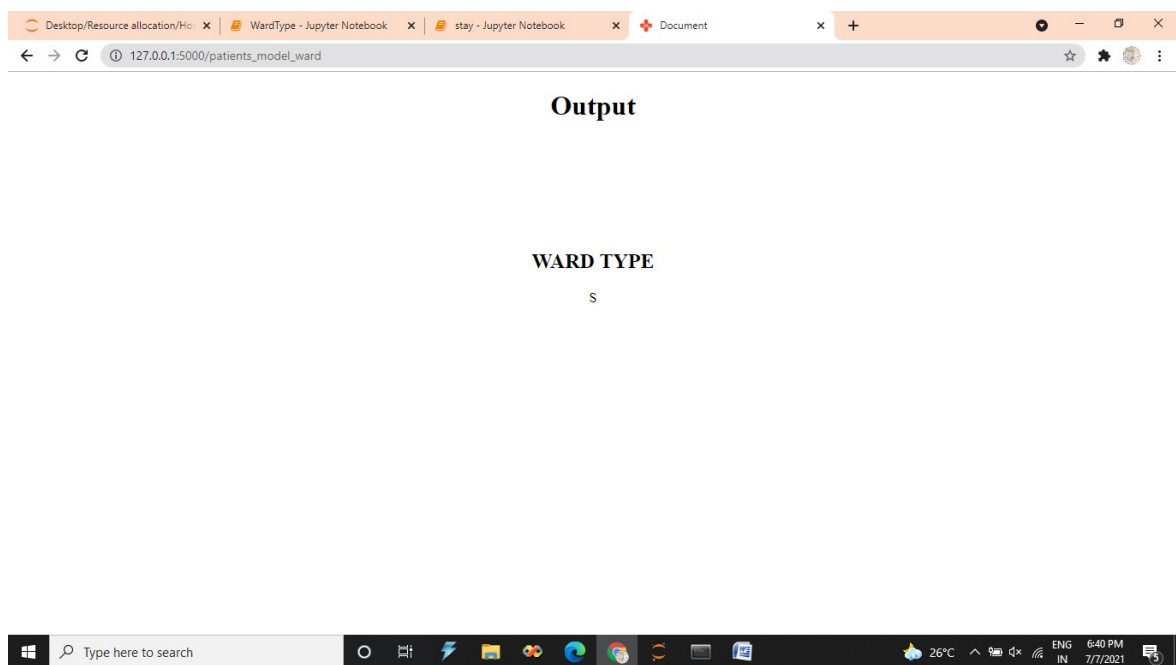 Desktop/Resource allocation/Ho
WardType - Jupyter Notebook
stay - Jupyter Notebook
Document
127.0.0.1:5000/patients_model_ward
Output
WARD TYPE
S
Type here to search
26°C
ENG
IN
6:40 PM
7/7/2021
5